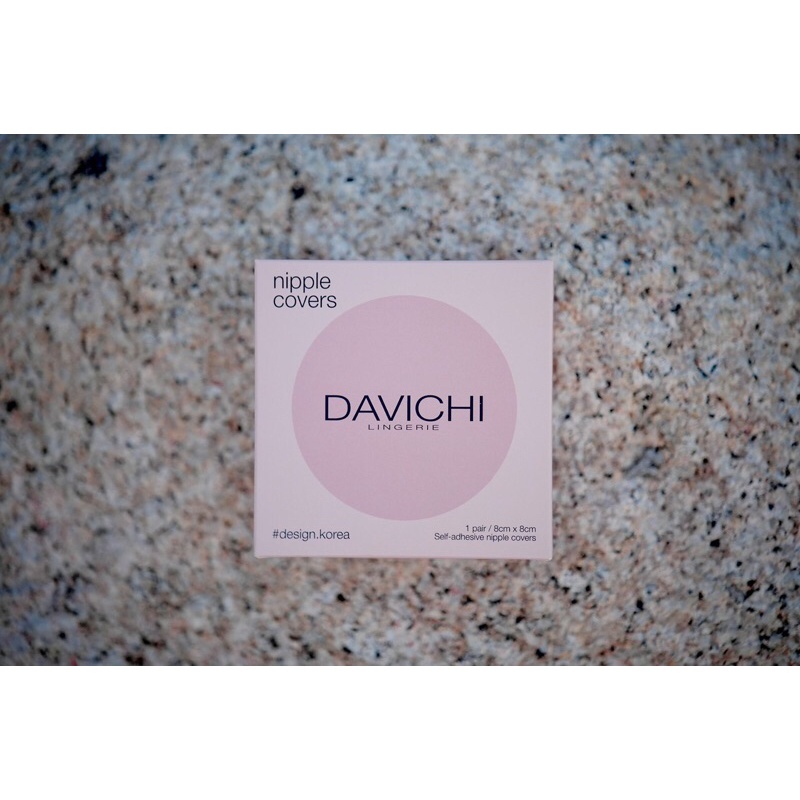 nipple
covers
DAVICHI
LINGERIE
#design.korea
1 pair / 8cm x 8cm
Self-adhesive nipple covers